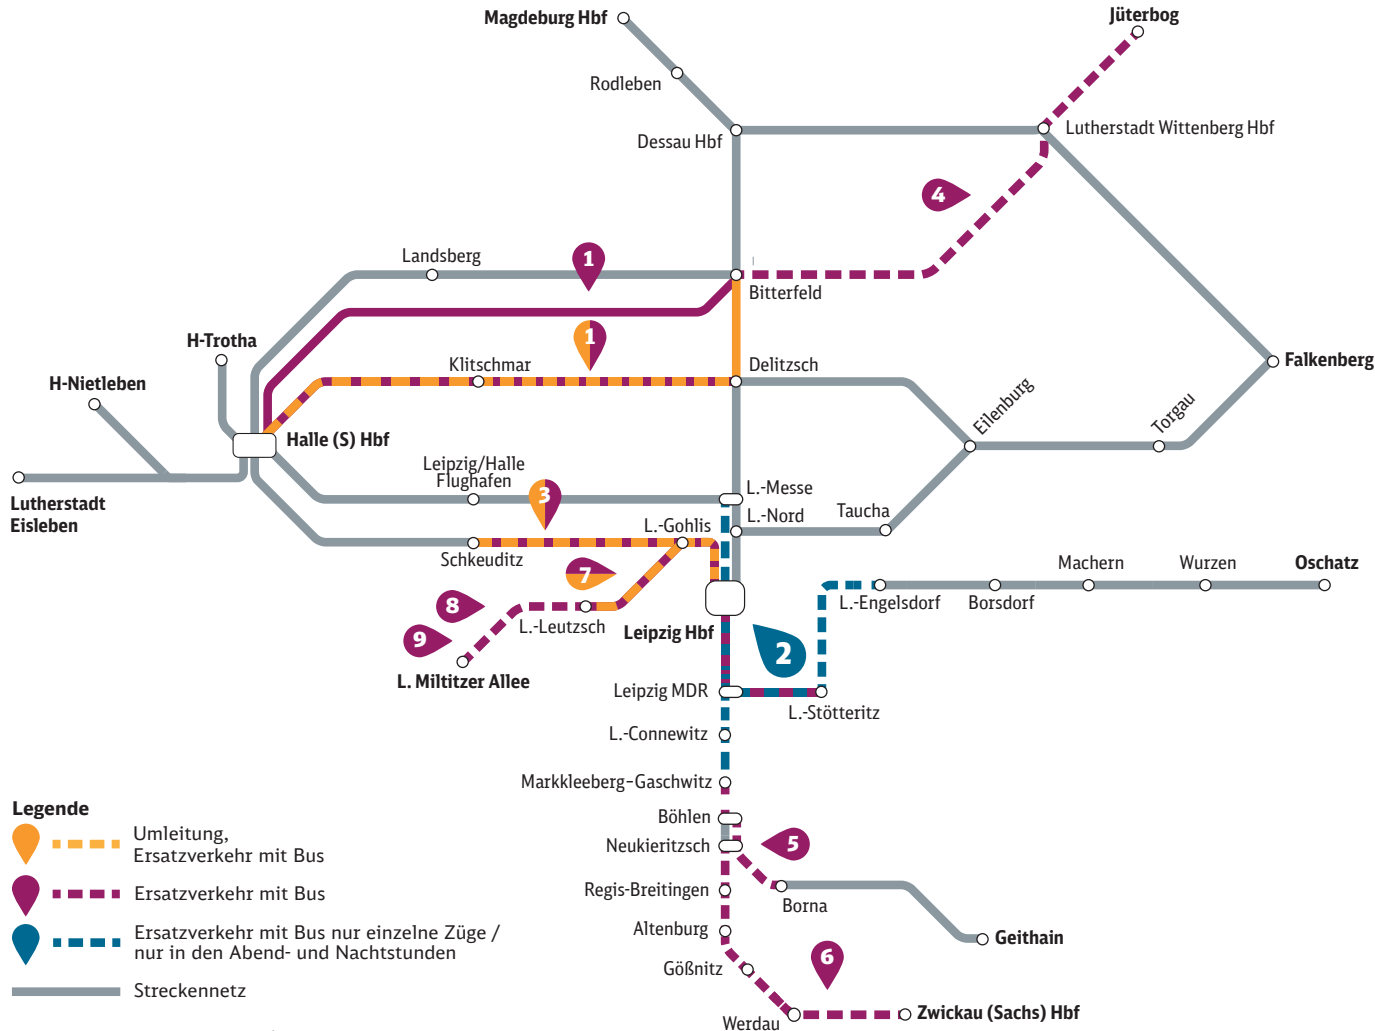 Magdeburg Hbf
Jüterbog
Rodleben
Dessau Hbf
Lutherstadt Wittenberg Hbf
4
Landsberg
1
Bitterfeld
H-Trotha
1
Klitschmar
Delitzsch
Falkenberg
H-Nietleben
Eilenburg
Torgau
Halle (S) Hbf
Leipzig/Halle
Flughafen
L.-Messe
3
L.-Gohlis
L.-Nord
Taucha
Lutherstadt
Eisleben
Schkeuditz
7
Machern
Wurzen
Oschatz
8
L.-Leutzsch
L.-Engelsdorf
Borsdorf
9
Leipzig Hbf
2
L. Miltitzer Allee
Leipzig MDR
L.-Stötteritz
L.-Connewitz
Markkleeberg-Gaschwitz
Böhlen
Neukieritzsch
5
Regis-Breitingen
Borna
Altenburg
Geithain
Gößnitz
6
Werdau
Zwickau (Sachs) Hbf
Legende
Umleitung,
Ersatzverkehr mit Bus
Ersatzverkehr mit Bus
Ersatzverkehr mit Bus nur einzelne Züge /
nur in den Abend- und Nachtstunden
Streckennetz